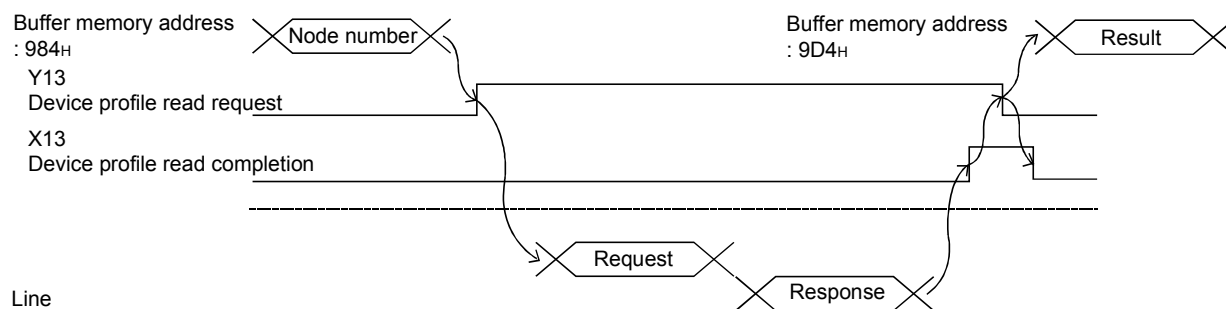 Buffer memory address
: 984H
Node number
Buffer memory address
: 9D4H
Result
Y13
Device profile read request
X13
Device profile read completion
Request
Response
Line